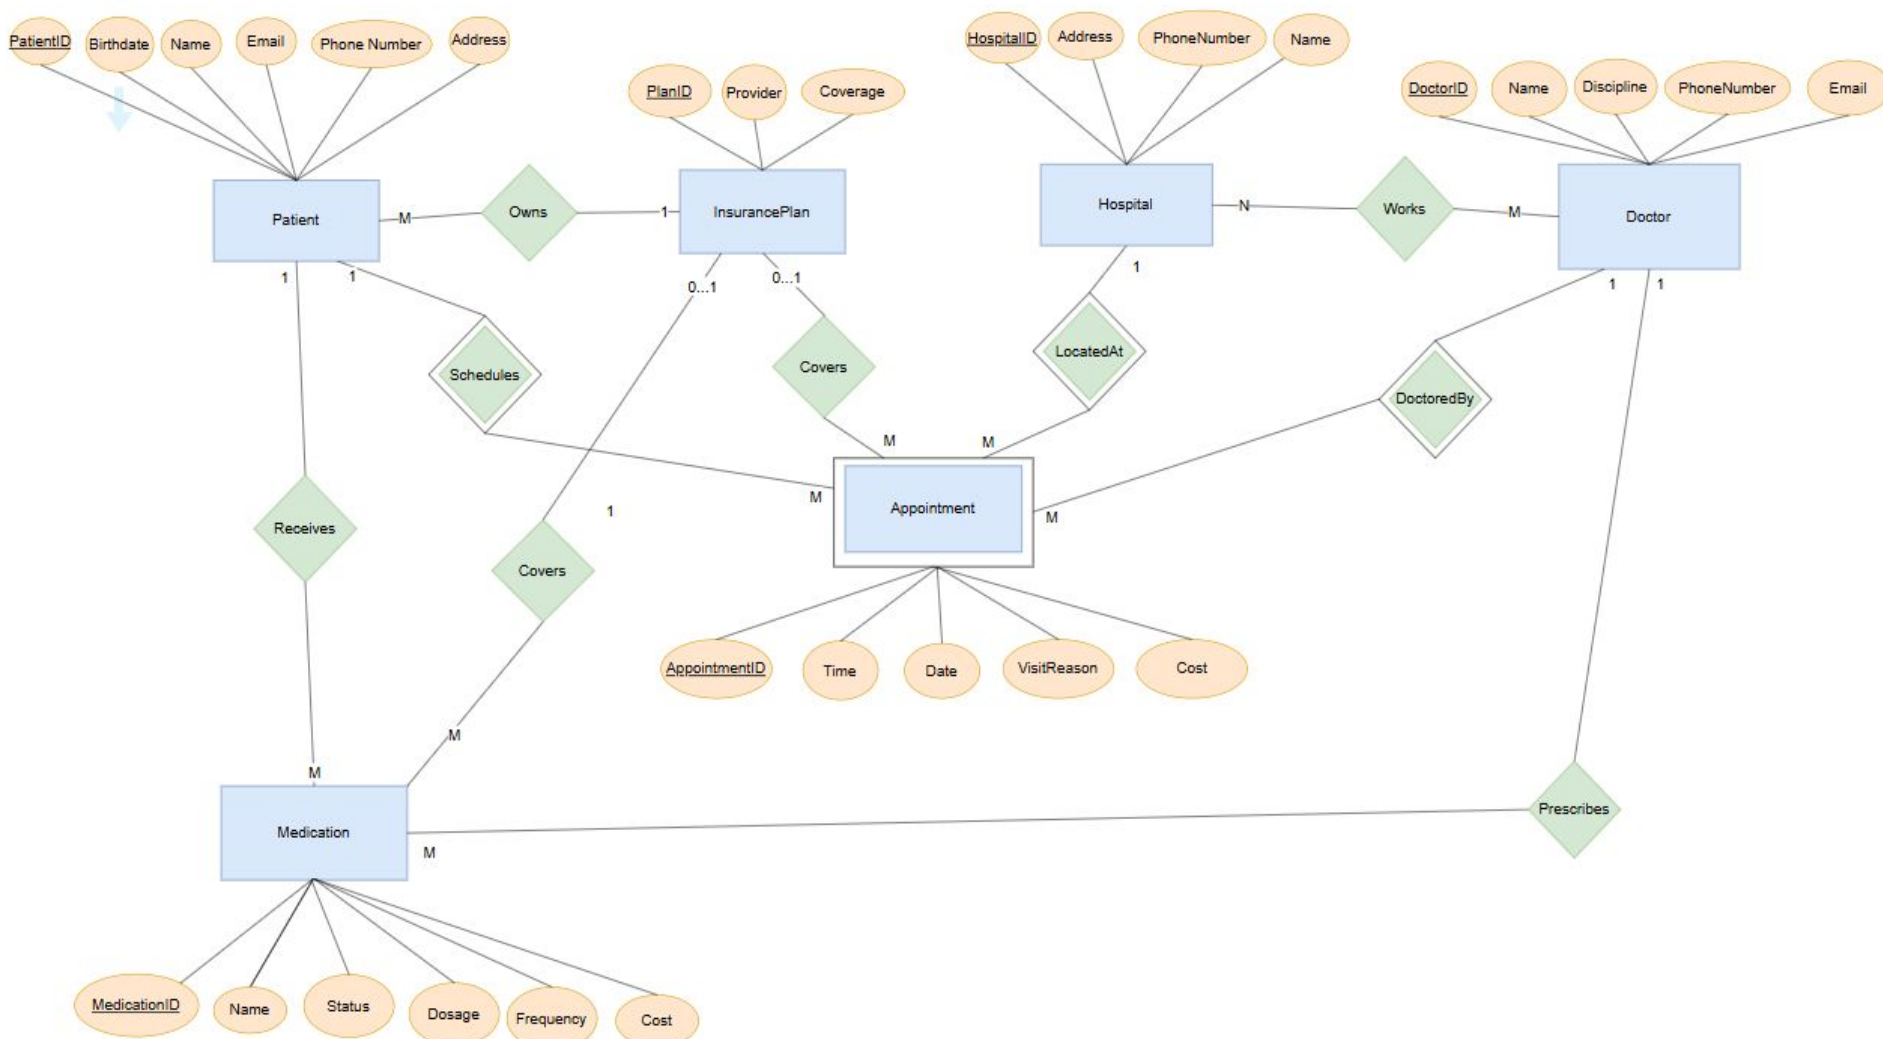 PatientID
Birthdate
Name
Email
Phone Number
Address
HospitalID
Address
PhoneNumber
Name
PlanID
Provider
Coverage
DoctorID
Name
Discipline
PhoneNumber
Email
Patient
M
Owns
1
InsurancePlan
Hospital
N
Works
M
Doctor
1
1
0...1
0...1
1
1
1
Schedules
Covers
LocatedAt
DoctoredBy
M
M
M
M
Appointment
1
Receives
Covers
AppointmentID
Time
Date
VisitReason
Cost
M
M
Medication
M
Prescribes
MedicationID
Name
Status
Dosage
Frequency
Cost